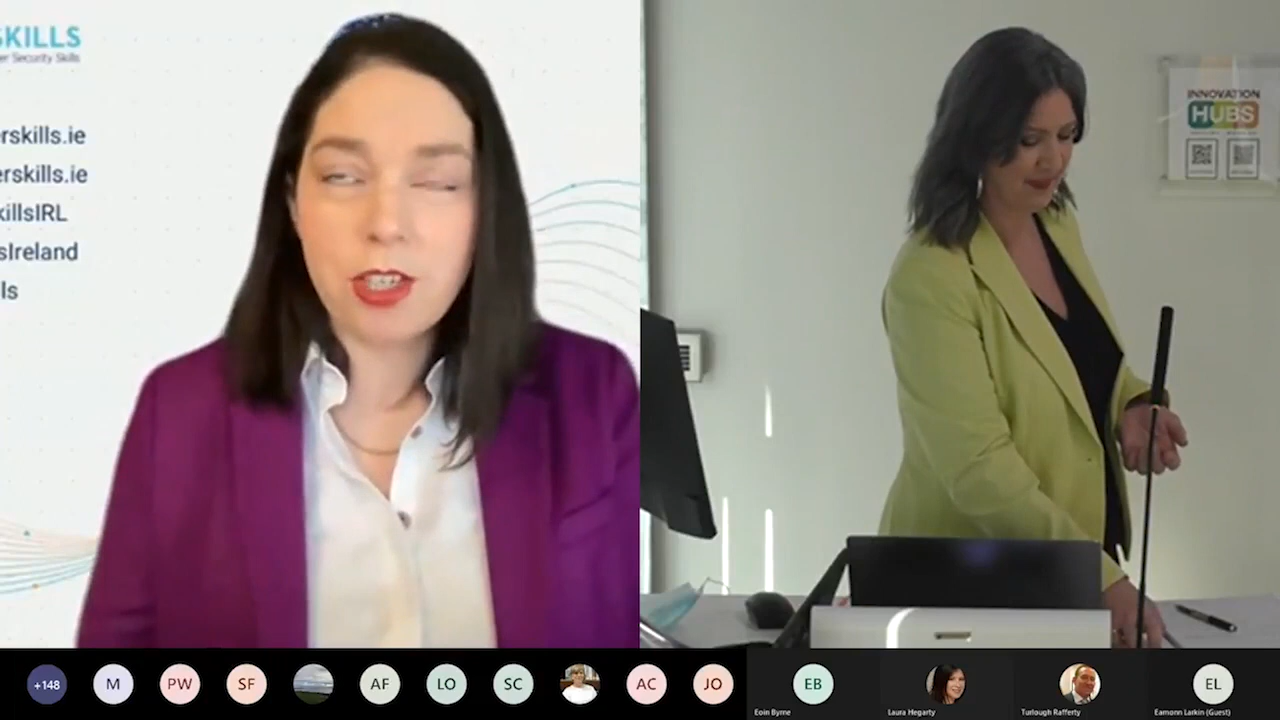 SKILLS
er Security Skills
erskills.ie
erskills.ie
killsIRL
sIreland
ls
INNOVATION
HUBS
+148
M
PW
SF
AF
LO
SC
AC
JO
EB
EL
Eoin Byrne
Laura Hegarty
Turlough Rafferty
Eamonn Larkin (Guest)